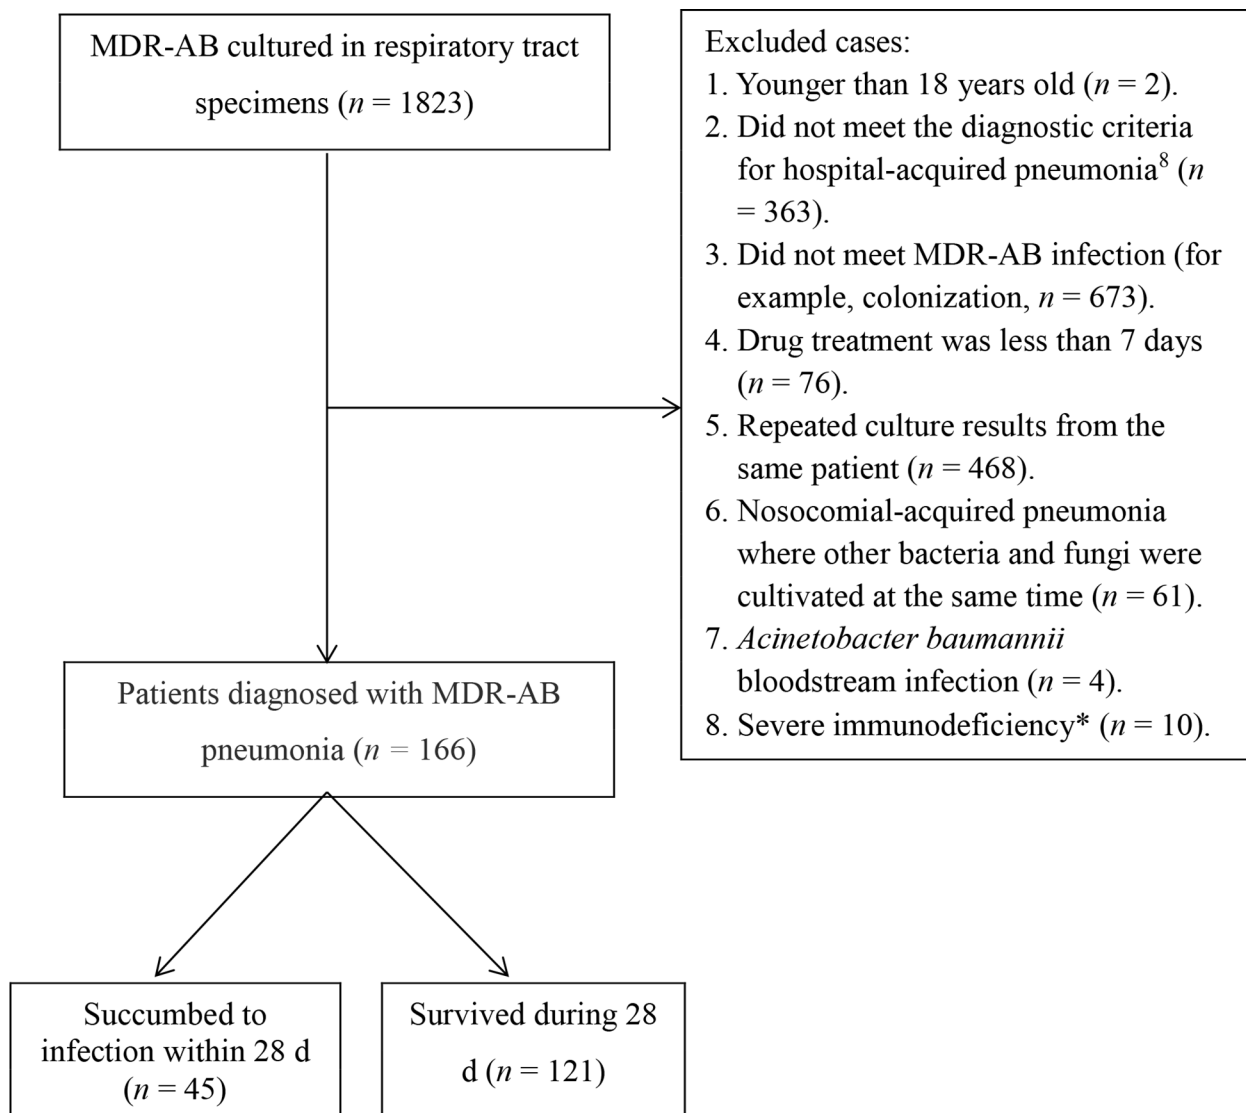 MDR-AB cultured in respiratory tract
specimens (n = 1823)
Excluded cases:
1. Younger than 18 years old (n = 2).
2. Did not meet the diagnostic criteria
for hospital-acquired pneumonia⁸ (n
= 363).
3. Did not meet MDR-AB infection (for
example, colonization, n = 673).
4. Drug treatment was less than 7 days
(n = 76).
5. Repeated culture results from the
same patient (n = 468).
6. Nosocomial-acquired pneumonia
where other bacteria and fungi were
cultivated at the same time (n = 61).
7. Acinetobacter baumannii
bloodstream infection (n = 4).
8. Severe immunodeficiency* (n = 10).
Patients diagnosed with MDR-AB
pneumonia (n = 166)
Succumbed to
infection within 28 d
(n = 45)
Survived during 28
d (n = 121)